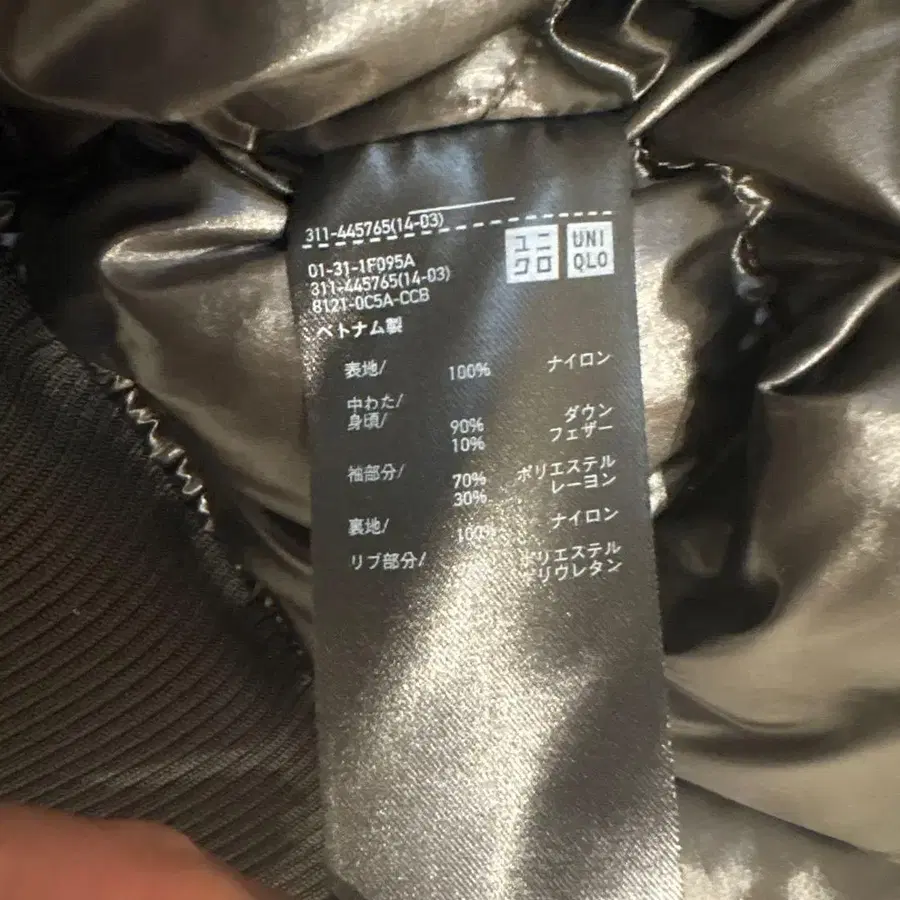 311-445765(14-03)
ユニ
クロ
UNI
QLO
01-31-1F095A
311-445765(14-03)
8121-0C5A-CCB
ベトナム製
表地/ 100% ナイロン
中わた/
身頃/ 90% ダウン
10% フェザー
袖部分/ 70% ポリエステル
30% レーヨン
裏地/ 100% ナイロン
リブ部分/ ポリエステル
ポリウレタン